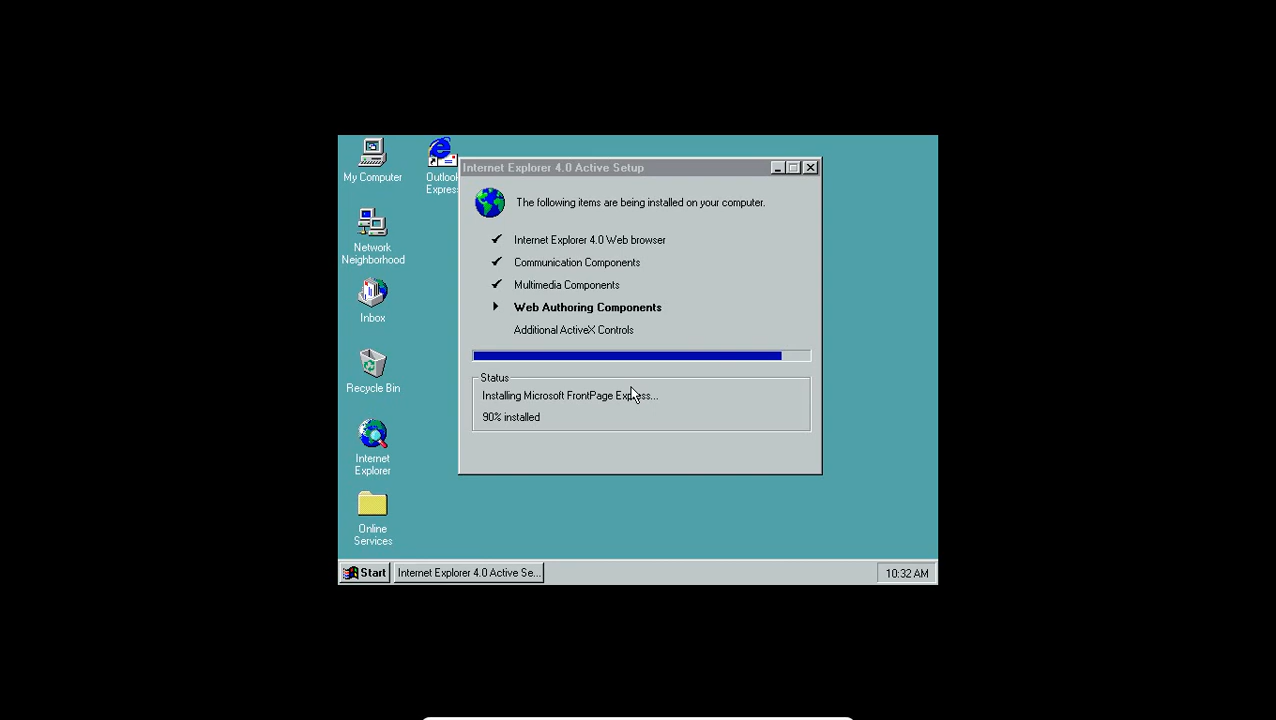 My Computer
Outlook
Express
Network
Neighborhood
Inbox
Recycle Bin
Internet
Explorer
Online
Services
Internet Explorer 4.0 Active Setup
The following items are being installed on your computer.
Internet Explorer 4.0 Web browser
Communication Components
Multimedia Components
Web Authoring Components
Additional ActiveX Controls
Status
Installing Microsoft FrontPage Express...
90% installed
Start
Internet Explorer 4.0 Active Se...
10:32 AM